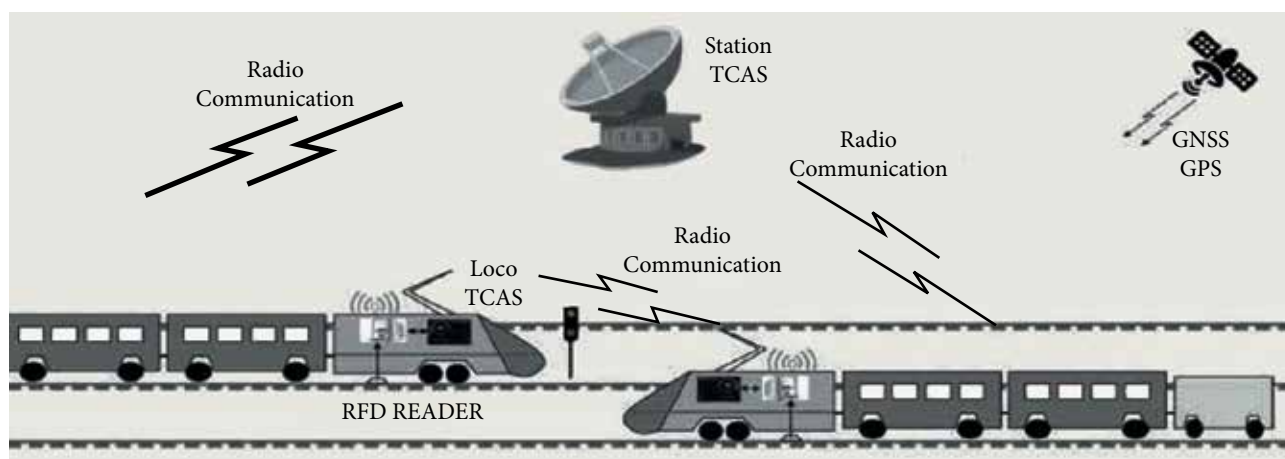 Station
TCAS
Radio
Communication
GNSS
GPS
Radio
Communication
Radio
Communication
Loco
TCAS
RFD READER